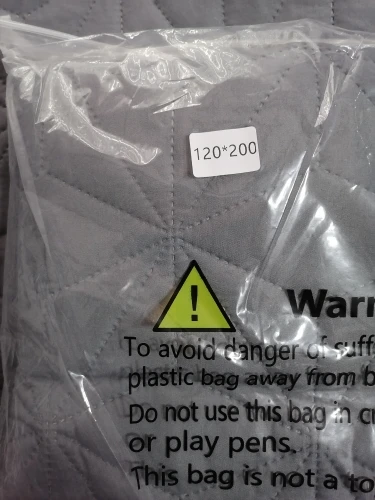 120*200
!
Warn
To avoid danger of suff
plastic bag away from b
Do not use this bag in cr
or play pens.
This bag is not a to